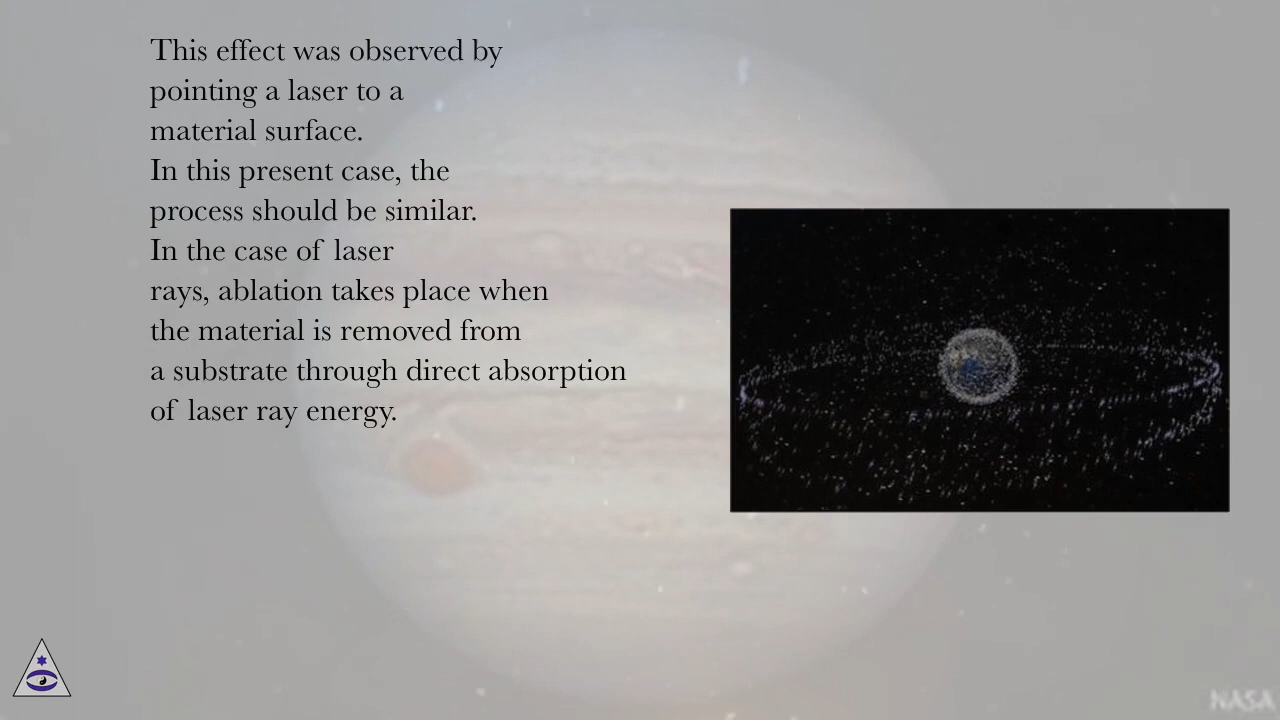 This effect was observed by
pointing a laser to a
material surface.
In this present case, the
process should be similar.
In the case of laser
rays, ablation takes place when
the material is removed from
a substrate through direct absorption
of laser ray energy.
NASA